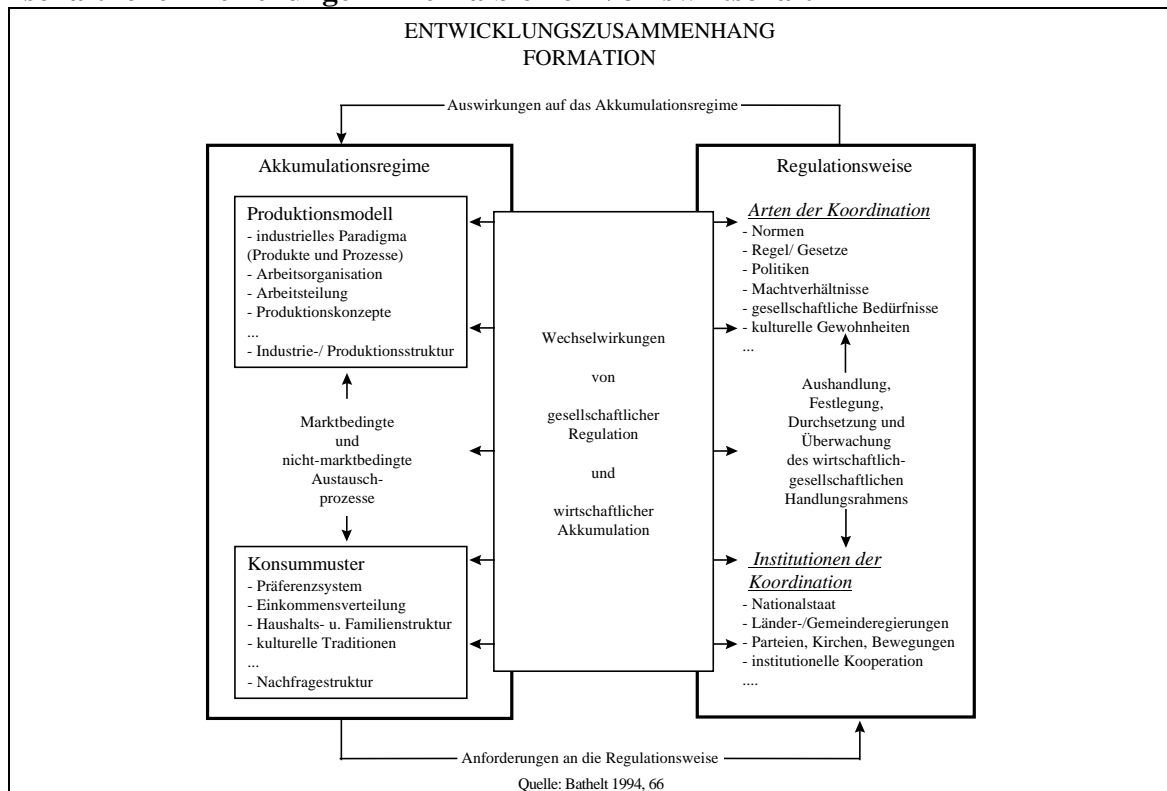 ENTWICKLUNGSZUSAMMENHANG
FORMATION
Auswirkungen auf das Akkumulationsregime
Akkumulationsregime
Produktionsmodell
- industrielles Paradigma
(Produkte und Prozesse)
- Arbeitsorganisation
- Arbeitsteilung
- Produktionskonzepte
...
- Industrie-/ Produktionsstruktur
Marktbedingte
und
nicht-marktbedingte
Austausch-
prozesse
Konsummuster
- Präferenzsystem
- Einkommensverteilung
- Haushalts- u. Familienstruktur
- kulturelle Traditionen
...
- Nachfragestruktur
Wechselwirkungen
von
gesellschaftlicher
Regulation
und
wirtschaftlicher
Akkumulation
Regulationsweise
Arten der Koordination
- Normen
- Regel/ Gesetze
- Politiken
- Machtverhältnisse
- gesellschaftliche Bedürfnisse
- kulturelle Gewohnheiten
...
Aushandlung,
Festlegung,
Durchsetzung und
Überwachung
des wirtschaftlich-
gesellschaftlichen
Handlungsrahmens
Institutionen der
Koordination
- Nationalstaat
- Länder-/Gemeinderegierungen
- Parteien, Kirchen, Bewegungen
- institutionelle Kooperation
....
Anforderungen an die Regulationsweise
Quelle: Bathelt 1994, 66